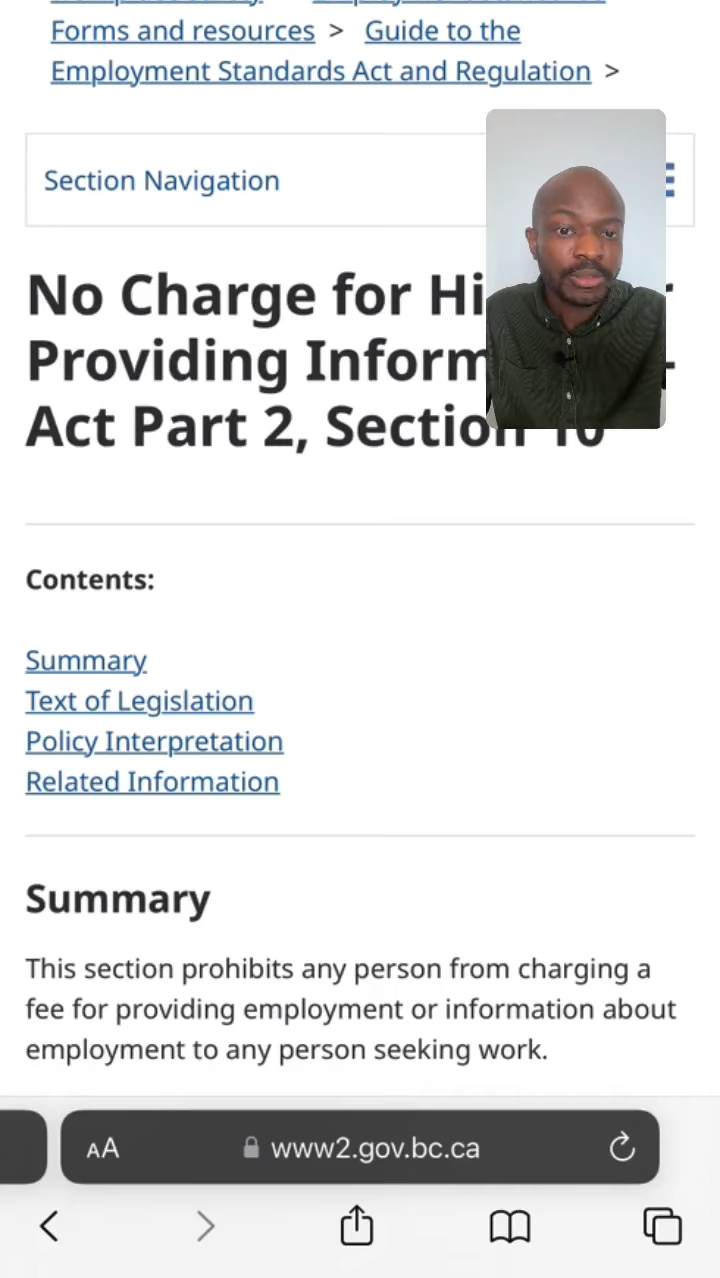 Forms and resources > Guide to the
Employment Standards Act and Regulation >
Section Navigation
No Charge for Hi
Providing Inform
Act Part 2, Section 10
Contents:
Summary
Text of Legislation
Policy Interpretation
Related Information
Summary
This section prohibits any person from charging a
fee for providing employment or information about
employment to any person seeking work.
AA www2.gov.bc.ca